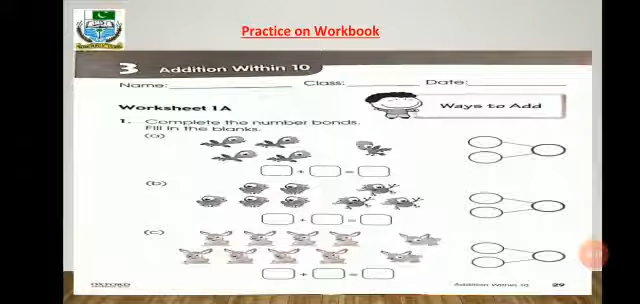 Practice on Workbook
3 Addition Within 10
Name: Class: Date:
Worksheet 1A
Ways to Add
1. Complete the number bonds.
Fill in the blanks.
(a)
+ =
(b)
+ =
(c)
+ =
OXFORD Addition Within 10 29